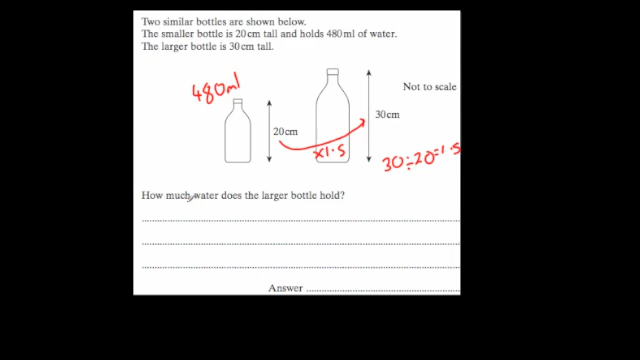 Two similar bottles are shown below.
The smaller bottle is 20 cm tall and holds 480 ml of water.
The larger bottle is 30 cm tall.
480ml
Not to scale
20 cm
30 cm
×1.5
30÷20=1.5
How much water does the larger bottle hold?
Answer